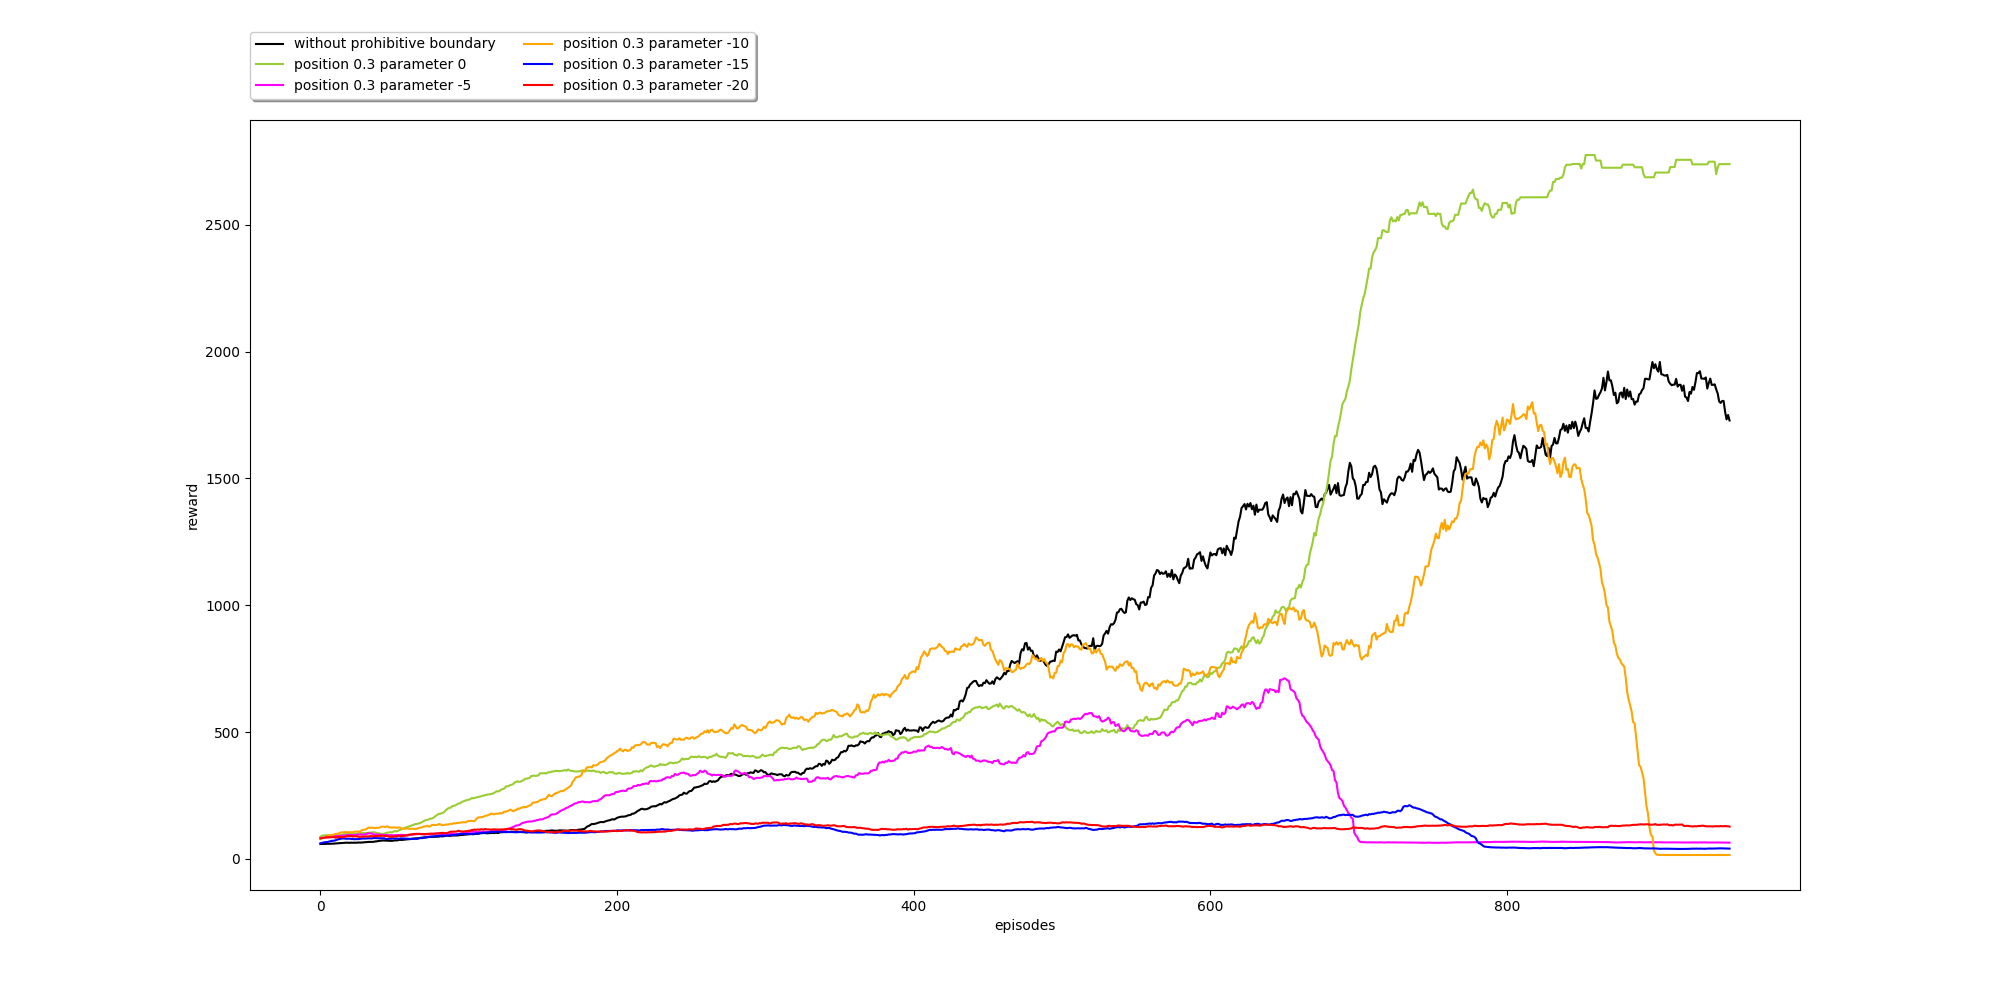 without prohibitive boundary
position 0.3 parameter 0
position 0.3 parameter -5
position 0.3 parameter -10
position 0.3 parameter -15
position 0.3 parameter -20
2500
2000
1500
1000
500
0
reward
0 200 400 600 800
episodes